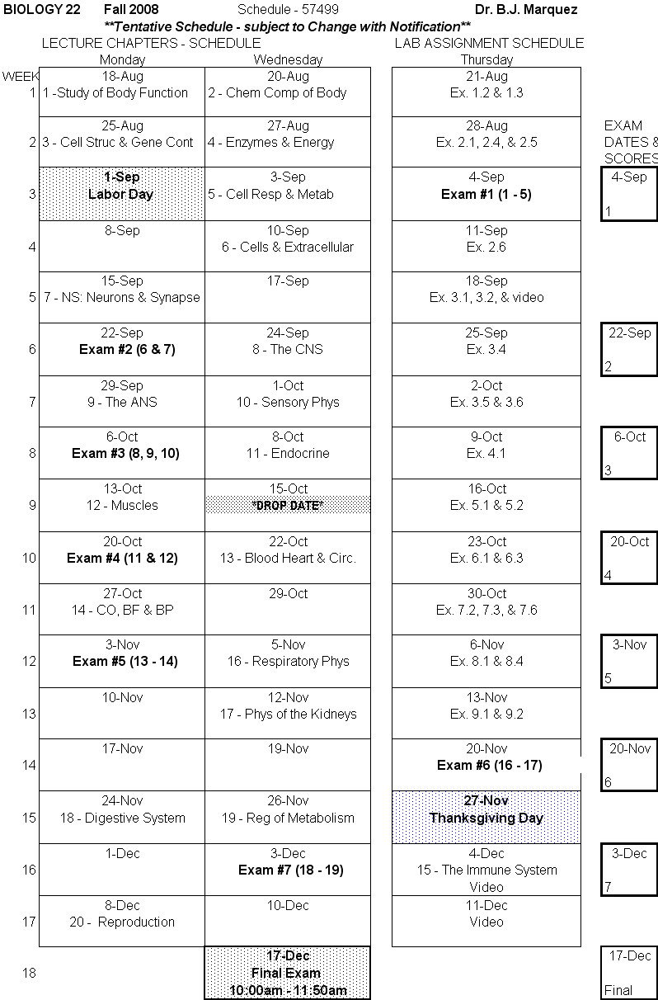 BIOLOGY 22 Fall 2008 Schedule - 57499 Dr. B.J. Marquez
**Tentative Schedule - subject to Change with Notification**
LECTURE CHAPTERS - SCHEDULE LAB ASSIGNMENT SCHEDULE
Monday Wednesday Thursday
WEEK 18-Aug 20-Aug 21-Aug
1 1 -Study of Body Function 2 - Chem Comp of Body Ex. 1.2 & 1.3
25-Aug 27-Aug 28-Aug EXAM
2 3 - Cell Struc & Gene Cont 4 - Enzymes & Energy Ex. 2.1, 2.4, & 2.5 DATES &
SCORES
1-Sep 3-Sep 4-Sep 4-Sep
3 Labor Day 5 - Cell Resp & Metab Exam #1 (1 - 5)
1
8-Sep 10-Sep 11-Sep
4 6 - Cells & Extracellular Ex. 2.6
15-Sep 17-Sep 18-Sep
5 7 - NS: Neurons & Synapse Ex. 3.1, 3.2, & video
22-Sep 24-Sep 25-Sep 22-Sep
6 Exam #2 (6 & 7) 8 - The CNS Ex. 3.4
2
29-Sep 1-Oct 2-Oct
7 9 - The ANS 10 - Sensory Phys Ex. 3.5 & 3.6
6-Oct 8-Oct 9-Oct 6-Oct
8 Exam #3 (8, 9, 10) 11 - Endocrine Ex. 4.1
3
13-Oct 15-Oct 16-Oct
9 12 - Muscles *DROP DATE* Ex. 5.1 & 5.2
20-Oct 22-Oct 23-Oct 20-Oct
10 Exam #4 (11 & 12) 13 - Blood Heart & Circ. Ex. 6.1 & 6.3
4
27-Oct 29-Oct 30-Oct
11 14 - CO, BF & BP Ex. 7.2, 7.3, & 7.6
3-Nov 5-Nov 6-Nov 3-Nov
12 Exam #5 (13 - 14) 16 - Respiratory Phys Ex. 8.1 & 8.4
5
10-Nov 12-Nov 13-Nov
13 17 - Phys of the Kidneys Ex. 9.1 & 9.2
17-Nov 19-Nov 20-Nov 20-Nov
14 Exam #6 (16 - 17)
6
24-Nov 26-Nov 27-Nov
15 18 - Digestive System 19 - Reg of Metabolism Thanksgiving Day
1-Dec 3-Dec 4-Dec 3-Dec
16 Exam #7 (18 - 19) 15 - The Immune System
Video 7
8-Dec 10-Dec 11-Dec
17 20 - Reproduction Video
17-Dec 17-Dec
18 Final Exam
10:00am - 11:50am Final